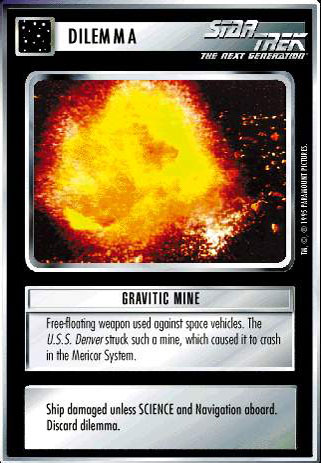 DILEMMA
STAR TREK
THE NEXT GENERATION
TM, ©, ® 1995 PARAMOUNT PICTURES.
GRAVITIC MINE
Free-floating weapon used against space vehicles. The
U.S.S. Denver struck such a mine, which caused it to crash
in the Mericor System.
Ship damaged unless SCIENCE and Navigation aboard.
Discard dilemma.